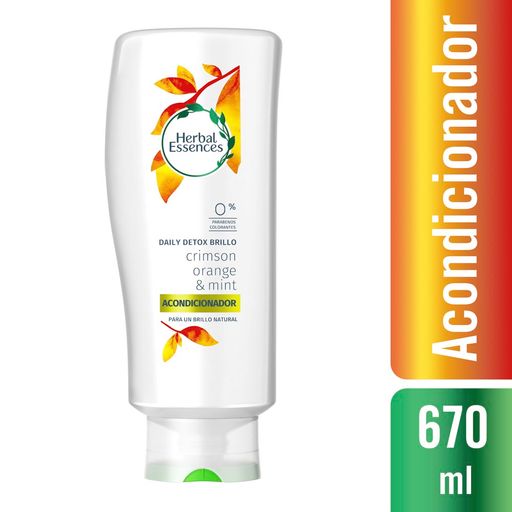 Herbal
Essences
0%
PARABENOS
COLORANTES
DAILY DETOX BRILLO
crimson
orange
& mint
ACONDICIONADOR
PARA UN BRILLO NATURAL
Acondicionador
670
ml